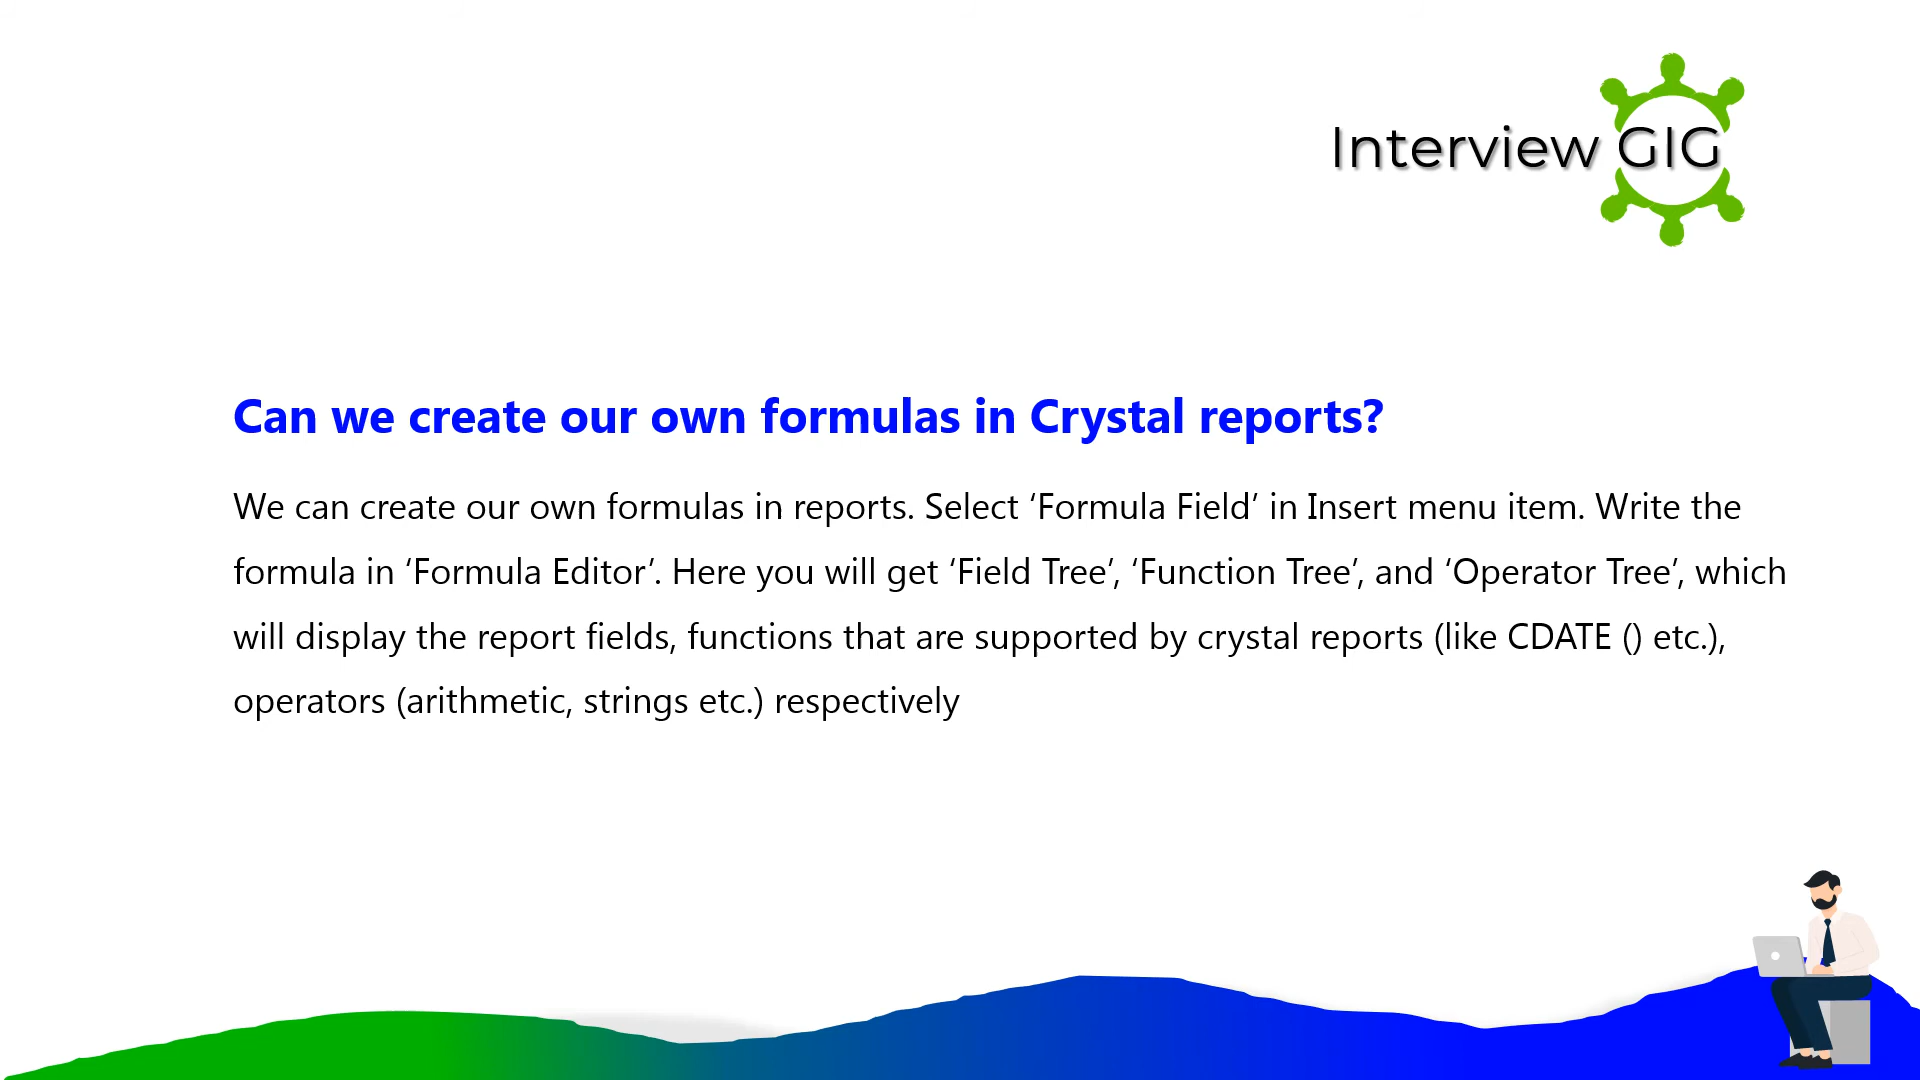 Interview GIG
Can we create our own formulas in Crystal reports?
We can create our own formulas in reports. Select ‘Formula Field’ in Insert menu item. Write the
formula in ‘Formula Editor’. Here you will get ‘Field Tree’, ‘Function Tree’, and ‘Operator Tree’, which
will display the report fields, functions that are supported by crystal reports (like CDATE () etc.),
operators (arithmetic, strings etc.) respectively